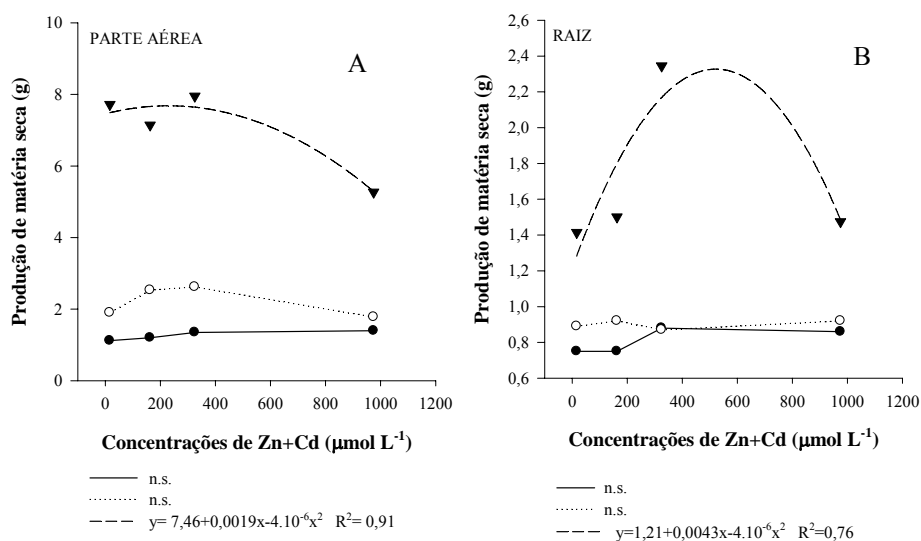 PARTE AÉREA
A
Produção de matéria seca (g)
10
8
6
4
2
0
0 200 400 600 800 1000 1200
Concentrações de Zn+Cd (μmol L⁻¹)
n.s.
n.s.
y= 7,46+0,0019x-4.10⁻⁶x² R²= 0,91
RAIZ
B
Produção de matéria seca (g)
2,6
2,4
2,2
2,0
1,8
1,6
1,4
1,2
1,0
0,8
0,6
0 200 400 600 800 1000 1200
Concentrações de Zn+Cd (μmol L⁻¹)
n.s.
n.s.
y=1,21+0,0043x-4.10⁻⁶x² R²=0,76